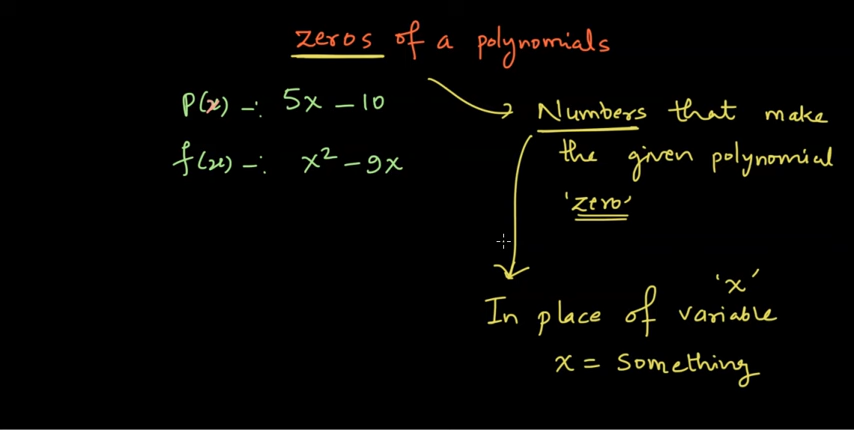 zeros of a polynomials
P(x) -: 5x - 10
f(x) -: x² - 9x
Numbers that make
the given polynomial
'zero'
'x'
In place of variable
x = something